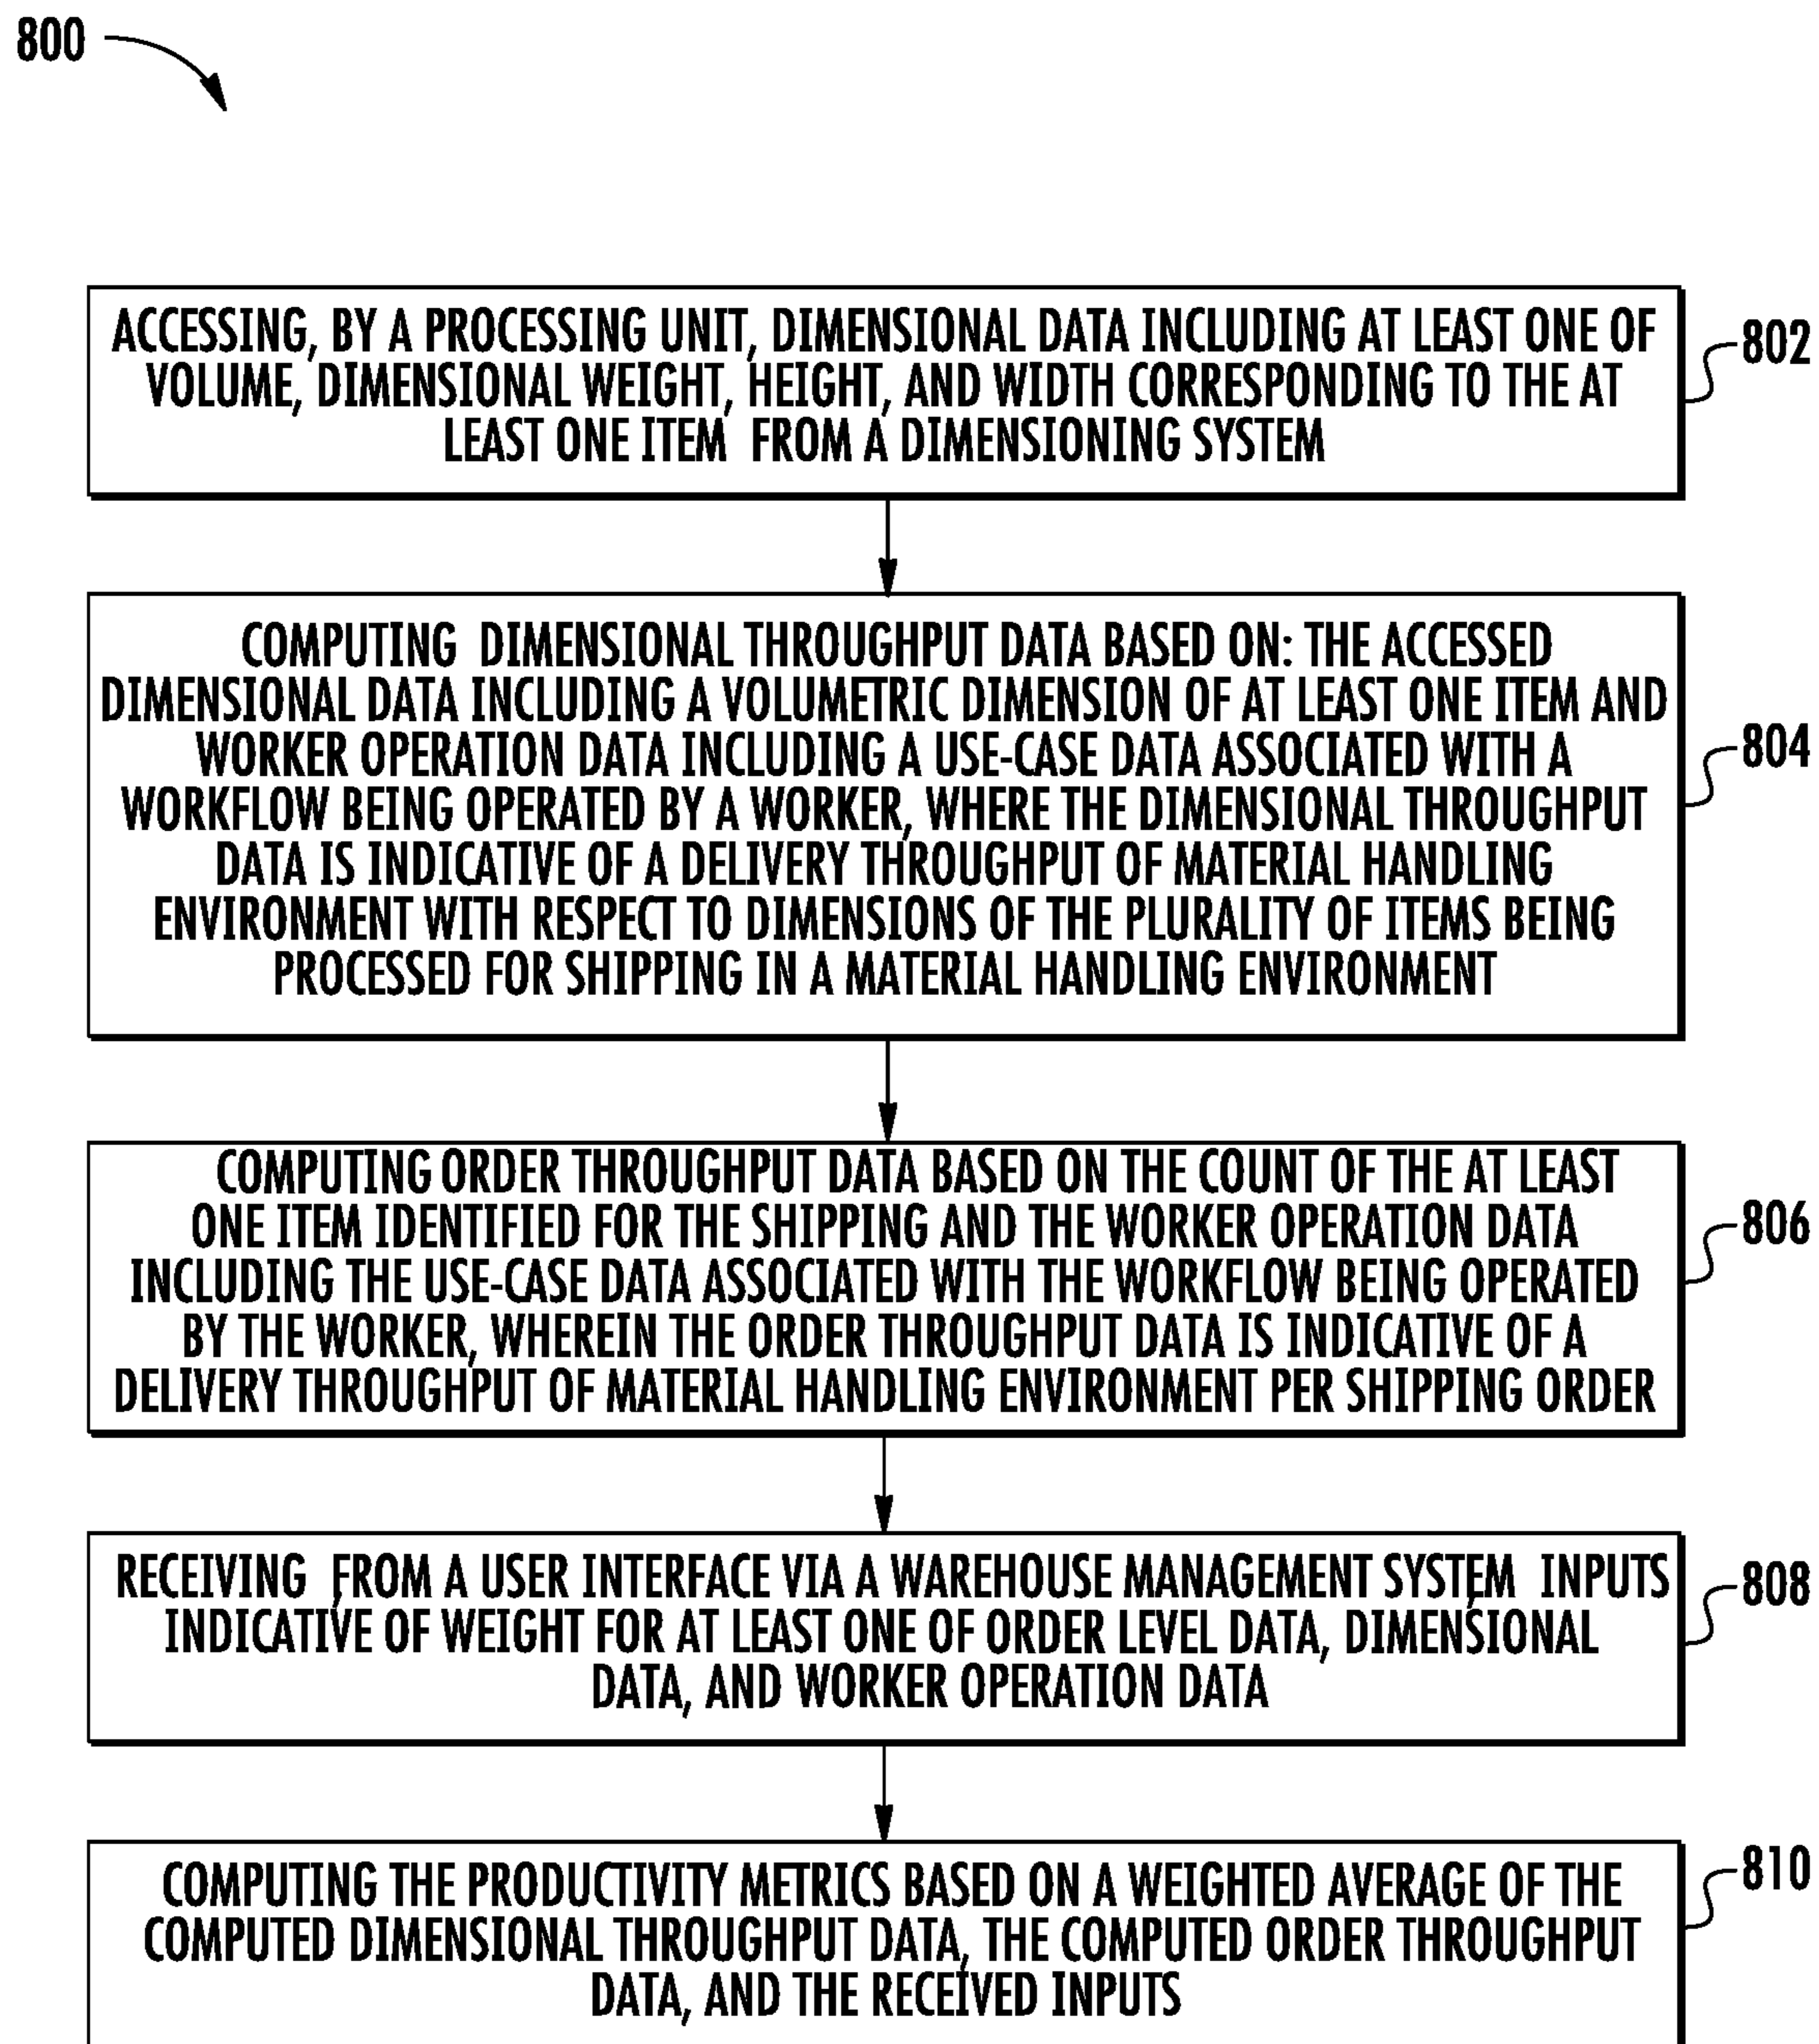 800
ACCESSING, BY A PROCESSING UNIT, DIMENSIONAL DATA INCLUDING AT LEAST ONE OF
VOLUME, DIMENSIONAL WEIGHT, HEIGHT, AND WIDTH CORRESPONDING TO THE AT
LEAST ONE ITEM FROM A DIMENSIONING SYSTEM
802
COMPUTING DIMENSIONAL THROUGHPUT DATA BASED ON: THE ACCESSED
DIMENSIONAL DATA INCLUDING A VOLUMETRIC DIMENSION OF AT LEAST ONE ITEM AND
WORKER OPERATION DATA INCLUDING A USE-CASE DATA ASSOCIATED WITH A
WORKFLOW BEING OPERATED BY A WORKER, WHERE THE DIMENSIONAL THROUGHPUT
DATA IS INDICATIVE OF A DELIVERY THROUGHPUT OF MATERIAL HANDLING
ENVIRONMENT WITH RESPECT TO DIMENSIONS OF THE PLURALITY OF ITEMS BEING
PROCESSED FOR SHIPPING IN A MATERIAL HANDLING ENVIRONMENT
804
COMPUTING ORDER THROUGHPUT DATA BASED ON THE COUNT OF THE AT LEAST
ONE ITEM IDENTIFIED FOR THE SHIPPING AND THE WORKER OPERATION DATA
INCLUDING THE USE-CASE DATA ASSOCIATED WITH THE WORKFLOW BEING OPERATED
BY THE WORKER, WHEREIN THE ORDER THROUGHPUT DATA IS INDICATIVE OF A
DELIVERY THROUGHPUT OF MATERIAL HANDLING ENVIRONMENT PER SHIPPING ORDER
806
RECEIVING ,FROM A USER INTERFACE VIA A WAREHOUSE MANAGEMENT SYSTEM, INPUTS
INDICATIVE OF WEIGHT FOR AT LEAST ONE OF ORDER LEVEL DATA, DIMENSIONAL
DATA, AND WORKER OPERATION DATA
808
COMPUTING THE PRODUCTIVITY METRICS BASED ON A WEIGHTED AVERAGE OF THE
COMPUTED DIMENSIONAL THROUGHPUT DATA, THE COMPUTED ORDER THROUGHPUT
DATA, AND THE RECEIVED INPUTS
810